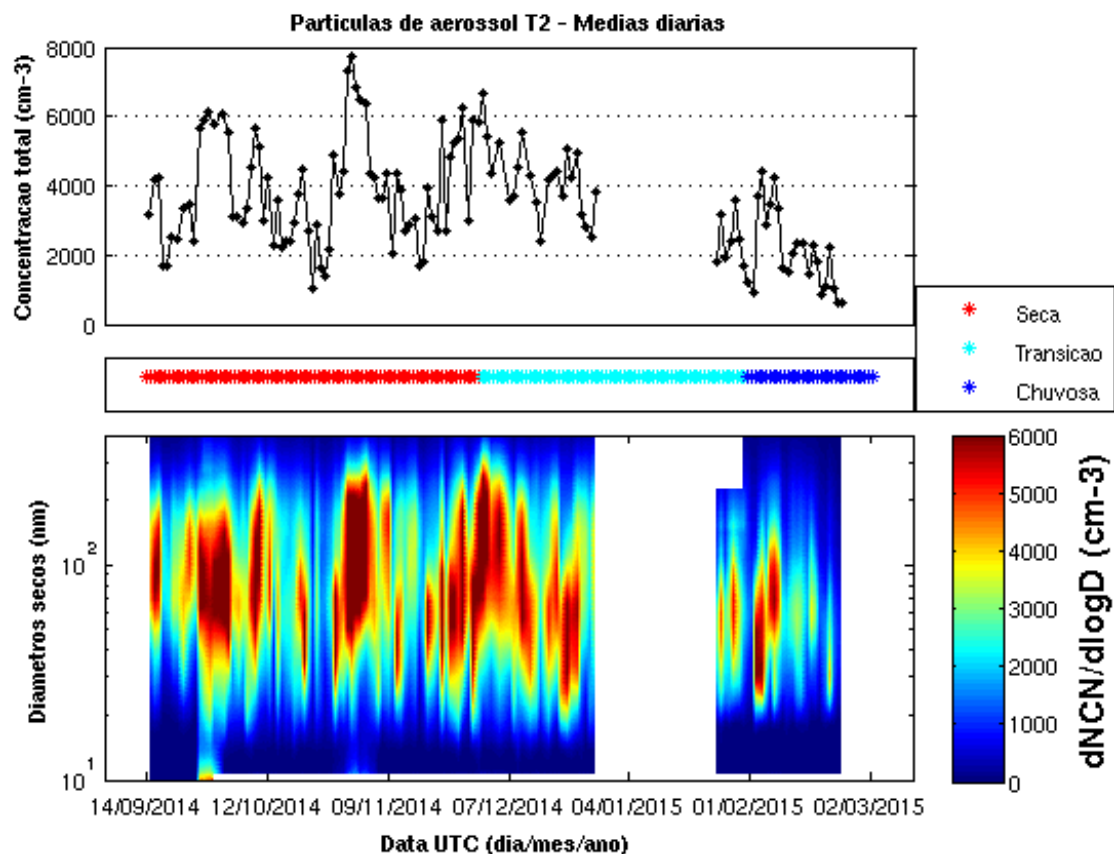 Particulas de aerossol T2 - Medias diarias
Concentracao total (cm-3)
8000
6000
4000
2000
0
Seca
Transicao
Chuvosa
Diametros secos (nm)
10^2
10^1
14/09/2014 12/10/2014 09/11/2014 07/12/2014 04/01/2015 01/02/2015 02/03/2015
Data UTC (dia/mes/ano)
6000
5000
4000
3000
2000
1000
0
dNCN/dlogD (cm-3)